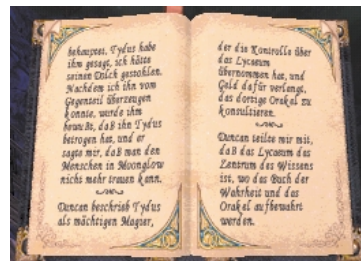 behauptet, Tydus habe
ihm gesagt, ich hätte
seinen Dolch gestohlen.
Nachdem ich ihn vom
Gegenteil überzeugen
konnte, wurde ihm
bewußt, daß ihn Tydus
betrogen hat, und er
sagte mir, daß man den
Menschen in Moonglow
nicht mehr trauen kann.
Duncan beschrieb Tydus
als mächtigen Magier,
der die Kontrolle über
das Lycaeum
übernommen hat, und
Geld dafür verlangt,
das dortige Orakel zu
konsultieren.
Duncan teilte mir mit,
daß das Lycaeum das
Zentrum des Wissens
ist, wo das Buch der
Wahrheit und das
Orakel aufbewahrt
werden.